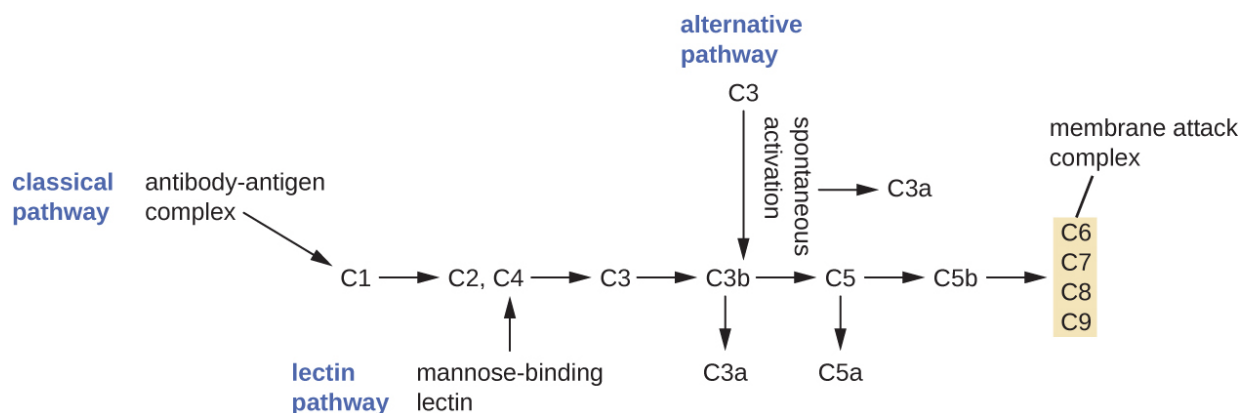 alternative
pathway
C3
spontaneous
activation
C3a
membrane attack
complex
classical
pathway
antibody-antigen
complex
C1
C2, C4
C3
C3b
C5
C5b
C6
C7
C8
C9
lectin
pathway
mannose-binding
lectin
C3a
C5a